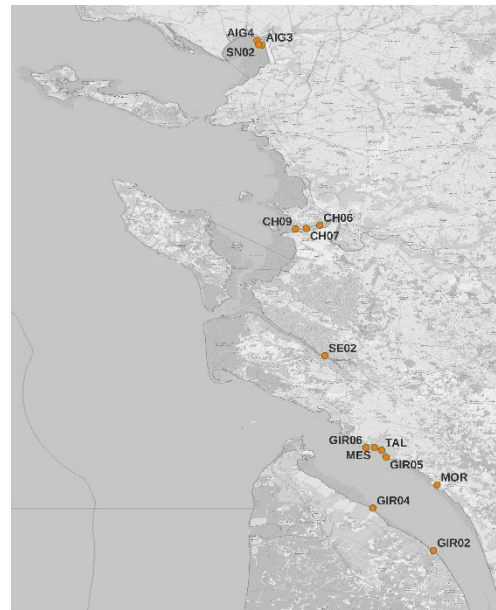 AIG4
AIG3
SN02
CH06
CH09
CH07
SE02
GIR06
TAL
MES
GIR05
MOR
GIR04
GIR02